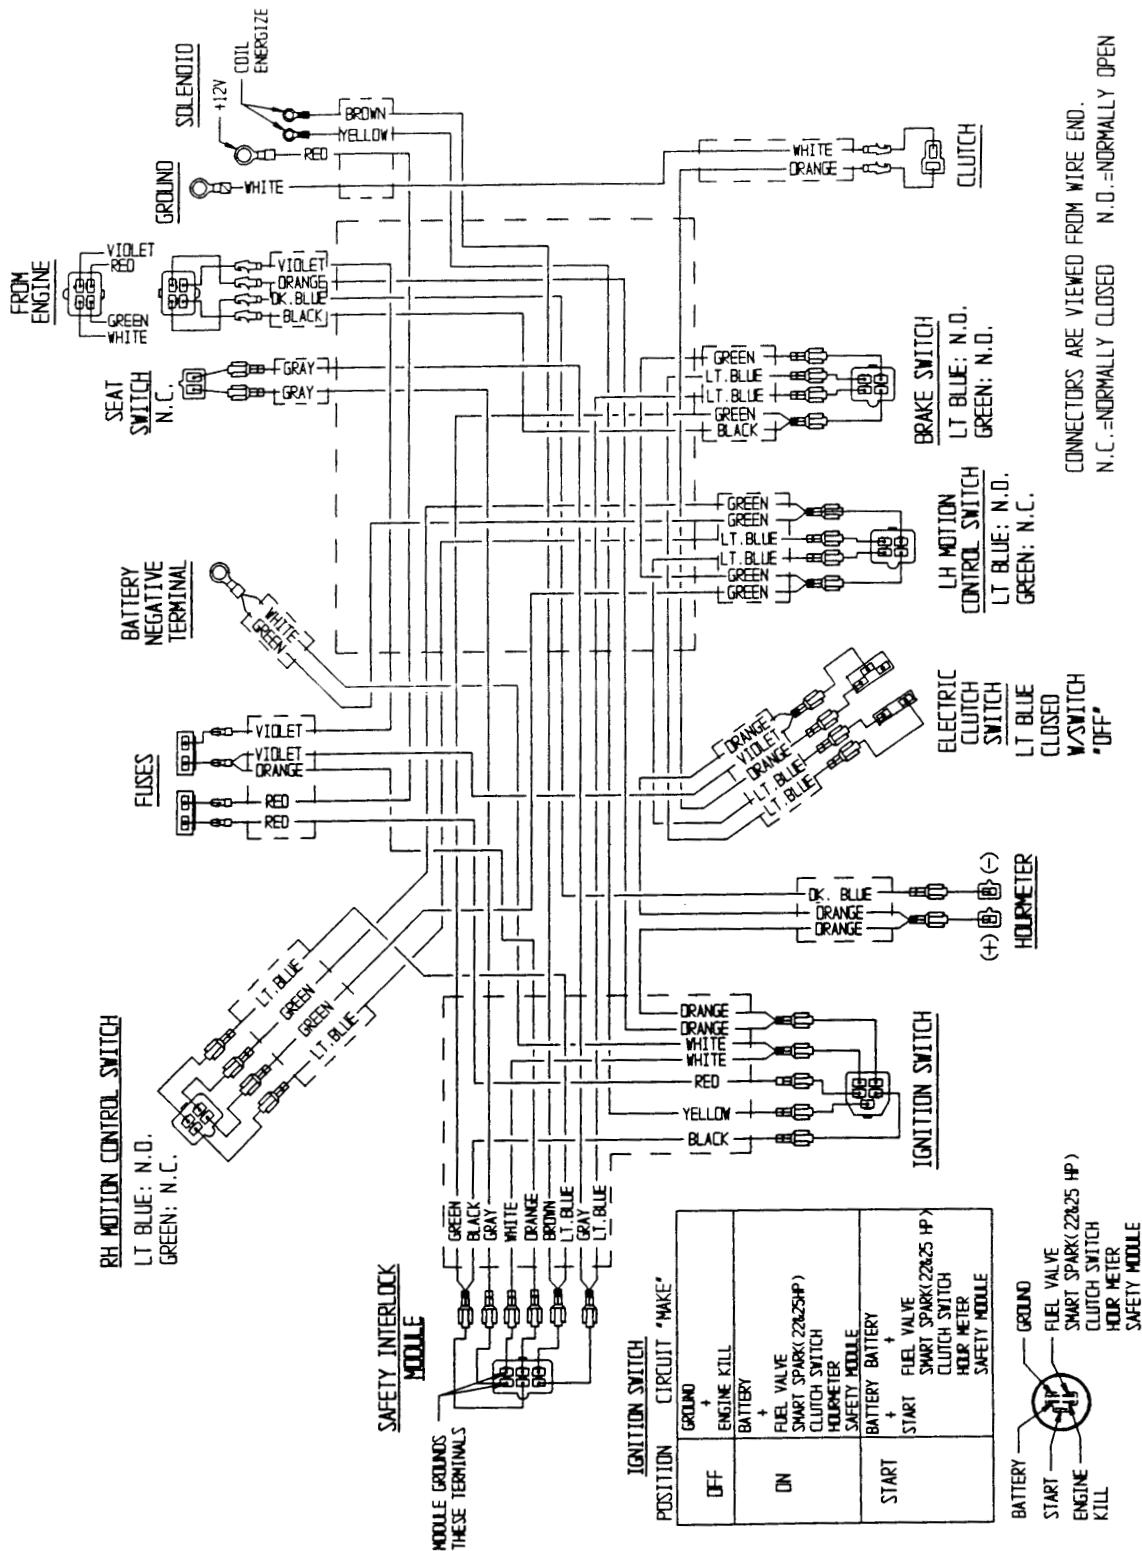 SOLENOID
+12V
COIL
ENERGIZE
BROWN
YELLOW
RED
GROUND
WHITE
FROM
ENGINE
VIOLET
RED
GREEN
WHITE
VIOLET
ORANGE
DK.BLUE
BLACK
SEAT
SWITCH
N.C.
GRAY
GRAY
BATTERY
NEGATIVE
TERMINAL
WHITE
GREEN
FUSES
VIOLET
VIOLET
ORANGE
RED
RED
RH MOTION CONTROL SWITCH
LT BLUE: N.O.
GREEN: N.C.
LT.BLUE
GREEN
GREEN
LT.BLUE
SAFETY INTERLOCK
MODULE
MODULE GROUNDS
THESE TERMINALS
GREEN
BLACK
GRAY
WHITE
ORANGE
BROWN
LT.BLUE
GRAY
LT.BLUE
WHITE
ORANGE
CLUTCH
GREEN
LT.BLUE
LT.BLUE
GREEN
BLACK
BRAKE SWITCH
LT BLUE: N.O.
GREEN: N.O.
GREEN
GREEN
LT.BLUE
LT.BLUE
GREEN
GREEN
LH MOTION
CONTROL SWITCH
LT BLUE: N.O.
GREEN: N.C.
ORANGE
VIOLET
ORANGE
LT BLUE
LT.BLUE
ELECTRIC
CLUTCH
SWITCH
LT BLUE
CLOSED
W/SWITCH
"OFF"
DK. BLUE
ORANGE
ORANGE
(-)
(+)
HOURMETER
ORANGE
ORANGE
WHITE
WHITE
RED
YELLOW
BLACK
IGNITION SWITCH
CONNECTORS ARE VIEWED FROM WIRE END.
N.C.=NORMALLY CLOSED N.O.=NORMALLY OPEN
IGNITION SWITCH
POSITION CIRCUIT "MAKE"
OFF
GROUND
+
ENGINE KILL
ON
BATTERY
+
FUEL VALVE
SMART SPARK(22&25HP)
CLUTCH SWITCH
HOURMETER
SAFETY MODULE
START
BATTERY BATTERY
+ +
START FUEL VALVE
SMART SPARK(22&25 HP)
CLUTCH SWITCH
HOUR METER
SAFETY MODULE
BATTERY
START
ENGINE
KILL
GROUND
FUEL VALVE
SMART SPARK(22&25 HP)
CLUTCH SWITCH
HOUR METER
SAFETY MODULE